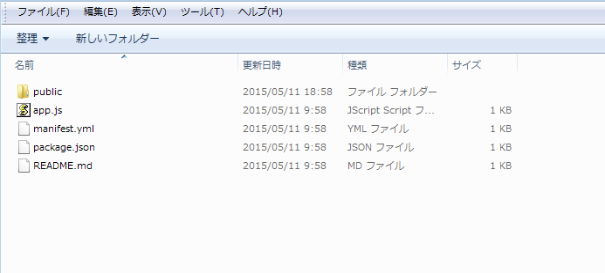 ファイル(F) 編集(E) 表示(V) ツール(T) ヘルプ(H)
整理 新しいフォルダー
名前 更新日時 種類 サイズ
public 2015/05/11 18:58 ファイル フォルダー
app.js 2015/05/11 9:58 JScript Script フ... 1 KB
manifest.yml 2015/05/11 9:58 YML ファイル 1 KB
package.json 2015/05/11 9:58 JSON ファイル 1 KB
README.md 2015/05/11 9:58 MD ファイル 1 KB